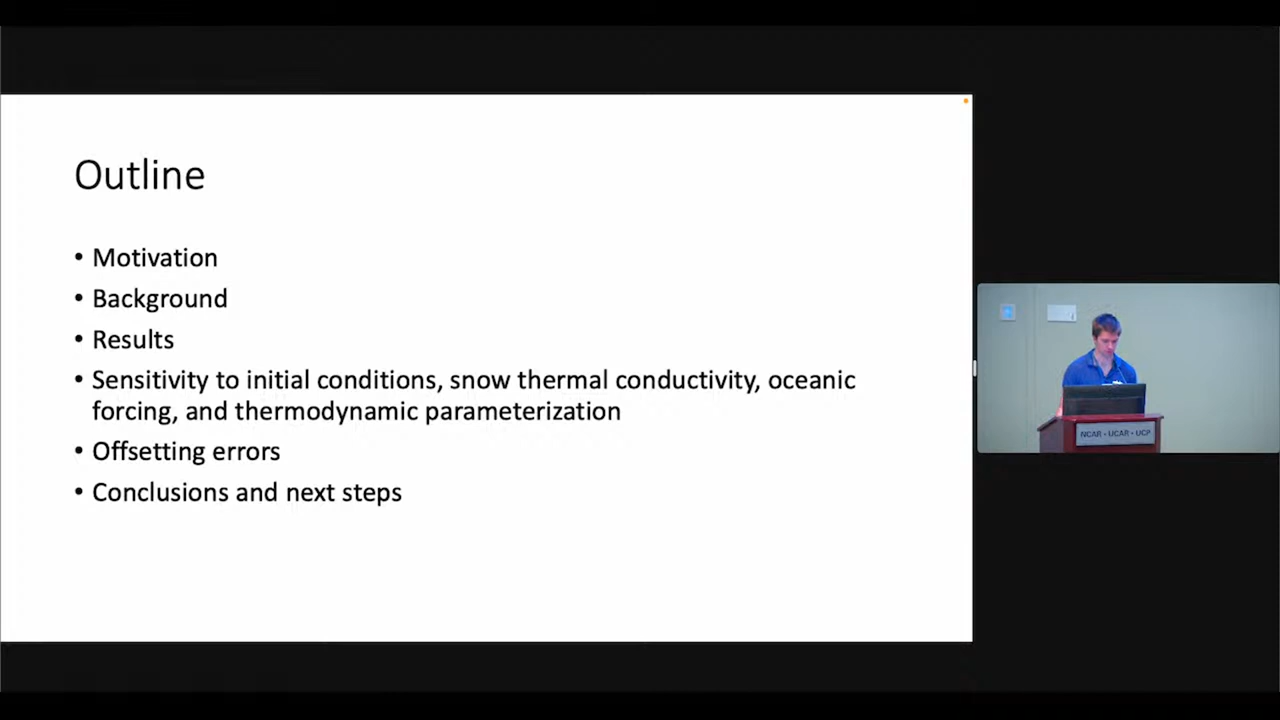 Outline
• Motivation
• Background
• Results
• Sensitivity to initial conditions, snow thermal conductivity, oceanic
forcing, and thermodynamic parameterization
• Offsetting errors
• Conclusions and next steps
NCAR • UCAR • UCP